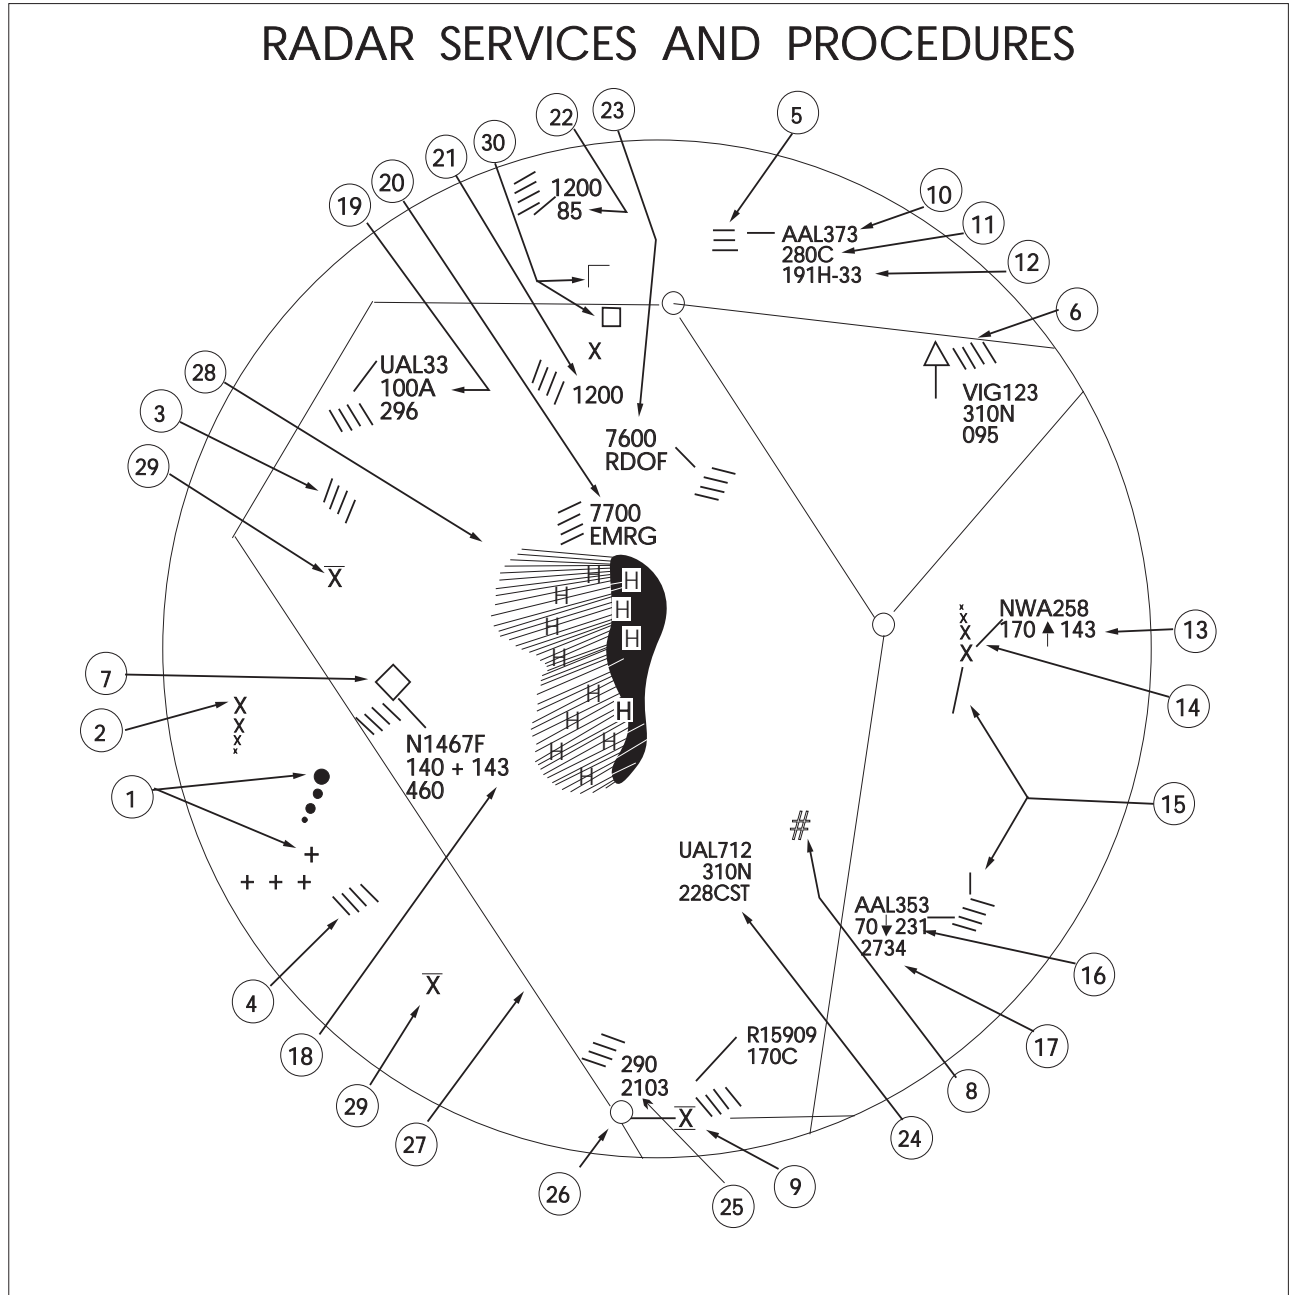 RADAR SERVICES AND PROCEDURES
23
22
5
30
21
20
19
1200
85
10
AAL373
280C
191H-33
11
12
6
X
1200
UAL33
100A
296
28
3
29
VIG123
310N
095
7600
RDOF
7700
EMRG
X
H H
H H
H H
H
H
H H
H H
H
NWA258
170 ↑ 143
13
x
x
X
X
14
7
2
X
X
x
x
N1467F
140 + 143
460
1
+
+ + +
15
#
UAL712
310N
228CST
AAL353
70 ↓ 231
2734
16
4
X
18
29
27
17
R15909
170C
290
2103
8
X
24
26
25
9